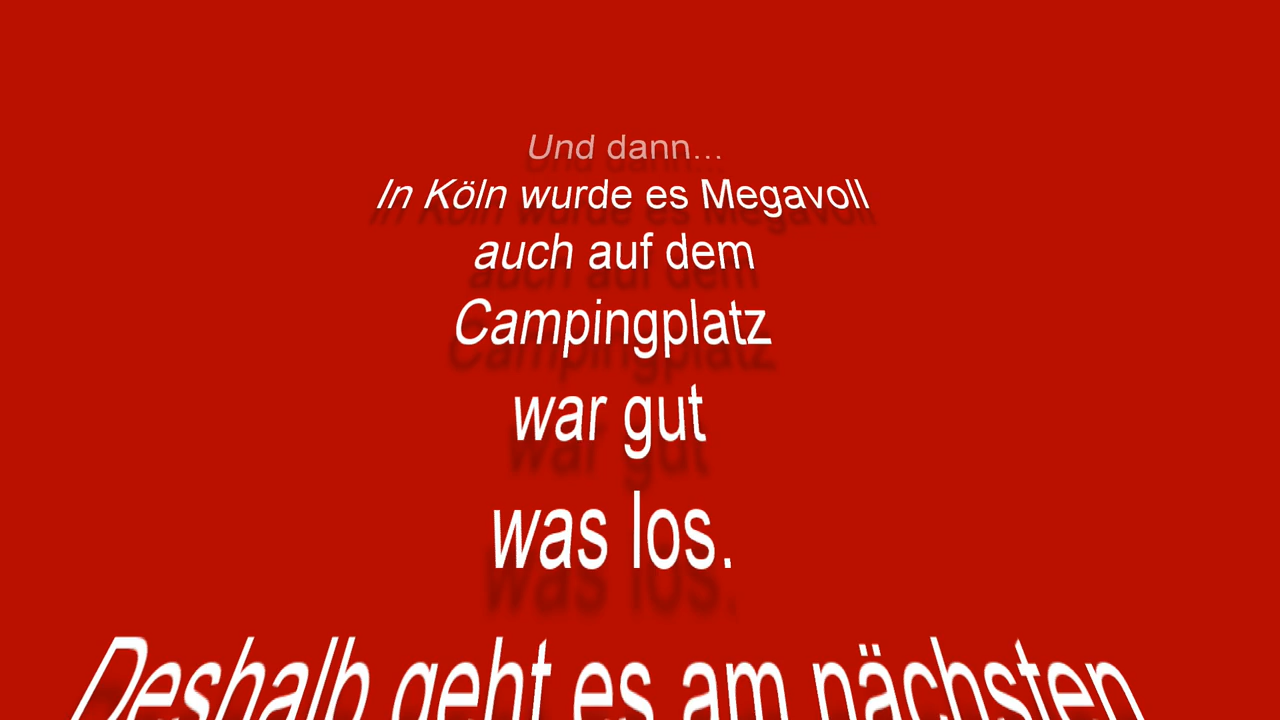 Und dann...
In Köln wurde es Megavoll
auch auf dem
Campingplatz
war gut
was los.
Deshalb geht es am nächsten